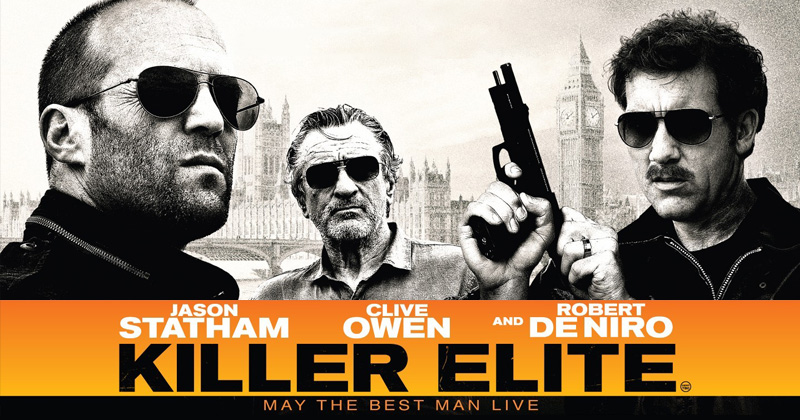 JASON CLIVE ROBERT
STATHAM OWEN AND DE NIRO
KILLER ELITE.
MAY THE BEST MAN LIVE